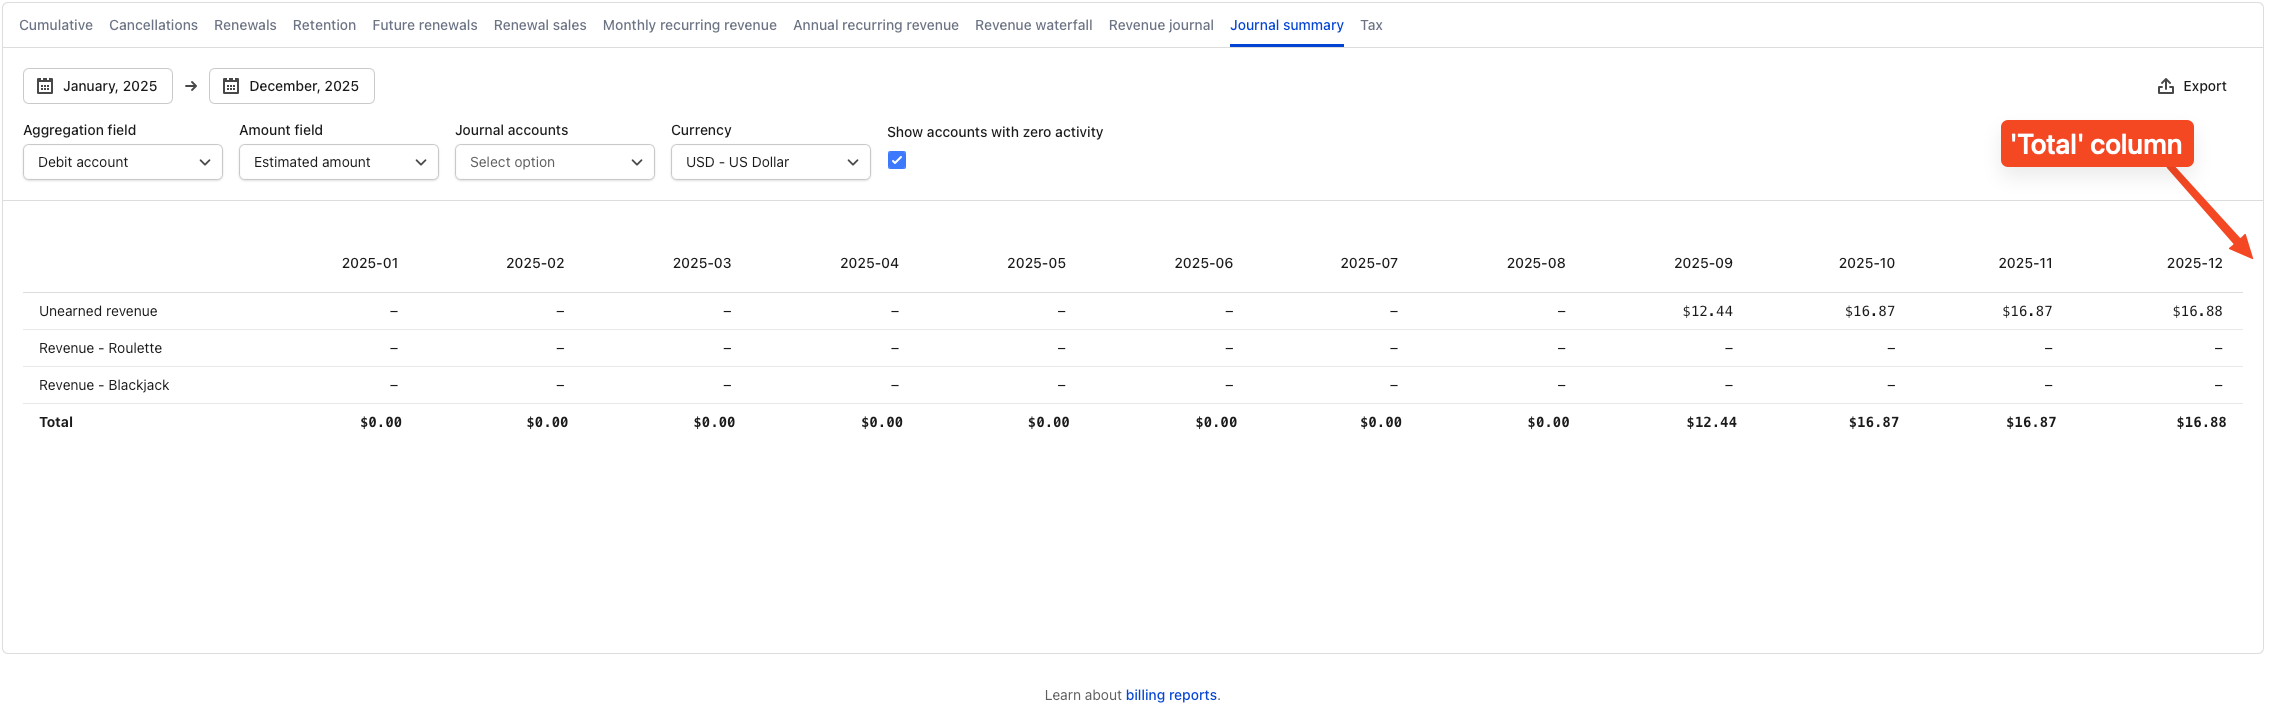 Cumulative Cancellations Renewals Retention Future renewals Renewal sales Monthly recurring revenue Annual recurring revenue Revenue waterfall Revenue journal Journal summary Tax
January, 2025 → December, 2025 Export
Aggregation field Amount field Journal accounts Currency Show accounts with zero activity
Debit account Estimated amount Select option USD - US Dollar
'Total' column
2025-01 2025-02 2025-03 2025-04 2025-05 2025-06 2025-07 2025-08 2025-09 2025-10 2025-11 2025-12
Unearned revenue – – – – – – – – $12.44 $16.87 $16.87 $16.88
Revenue - Roulette – – – – – – – – – – – –
Revenue - Blackjack – – – – – – – – – – – –
Total $0.00 $0.00 $0.00 $0.00 $0.00 $0.00 $0.00 $0.00 $12.44 $16.87 $16.87 $16.88
Learn about billing reports.